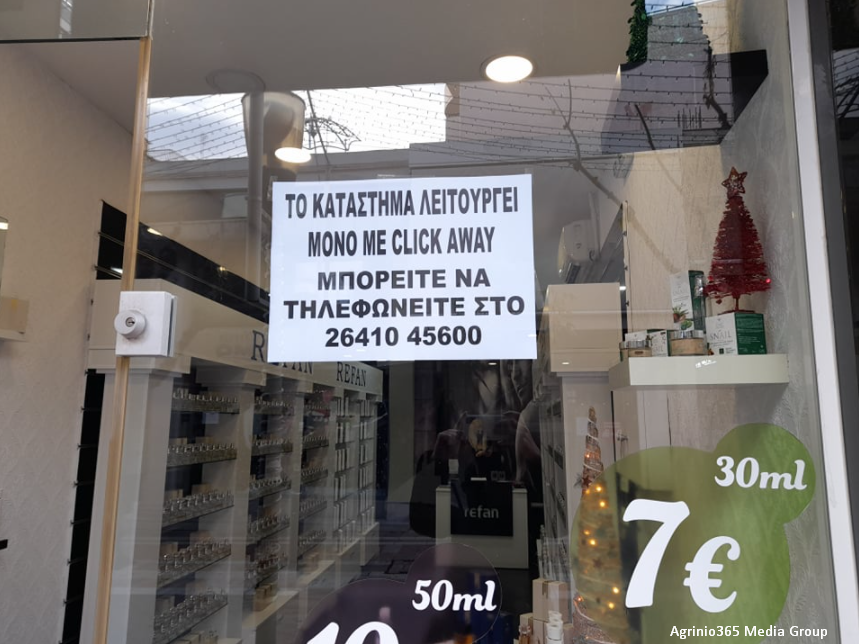 ΤΟ ΚΑΤΑΣΤΗΜΑ ΛΕΙΤΟΥΡΓΕΙ
ΜΟΝΟ ΜΕ CLICK AWAY
ΜΠΟΡΕΙΤΕ ΝΑ
ΤΗΛΕΦΩΝΕΙΤΕ ΣΤΟ
26410 45600
REFAN
REFAN
refan
30ml
7€
50ml
Agrinio365 Media Group